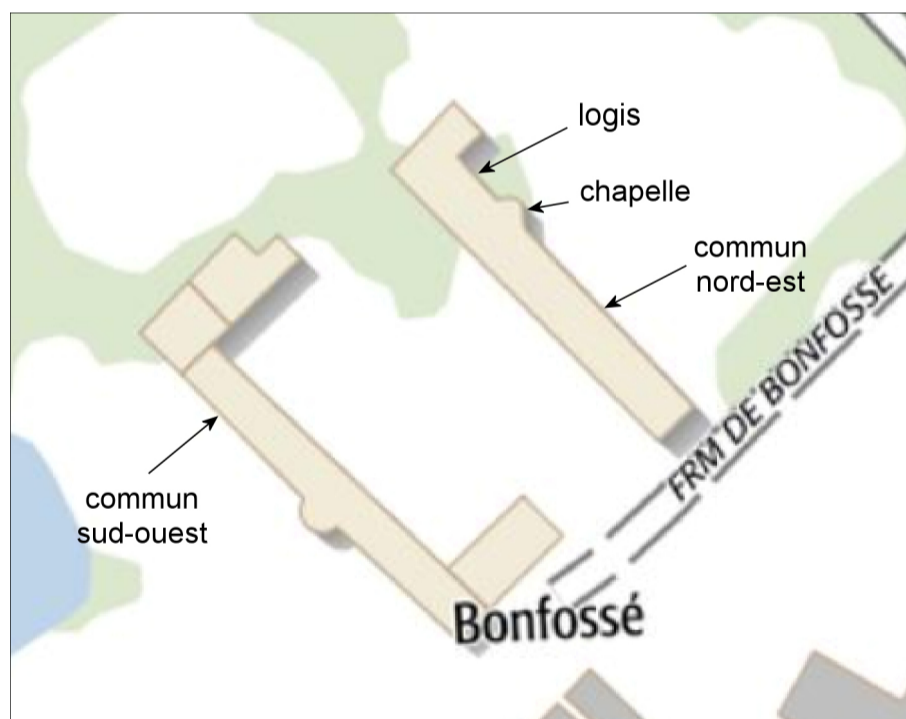 logis
chapelle
commun
nord-est
FRM DE BONFOSSE
commun
sud-ouest
Bonfossé